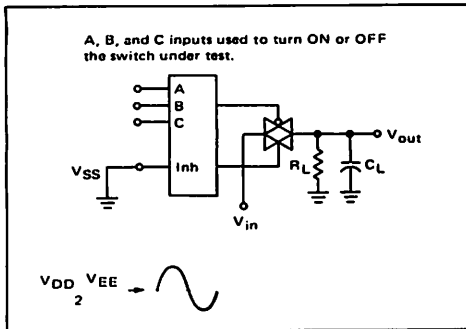 A, B, and C inputs used to turn ON or OFF
the switch under test.
A
B
C
Inh
VSS
Vin
RL
CL
Vout
VDD VEE
2